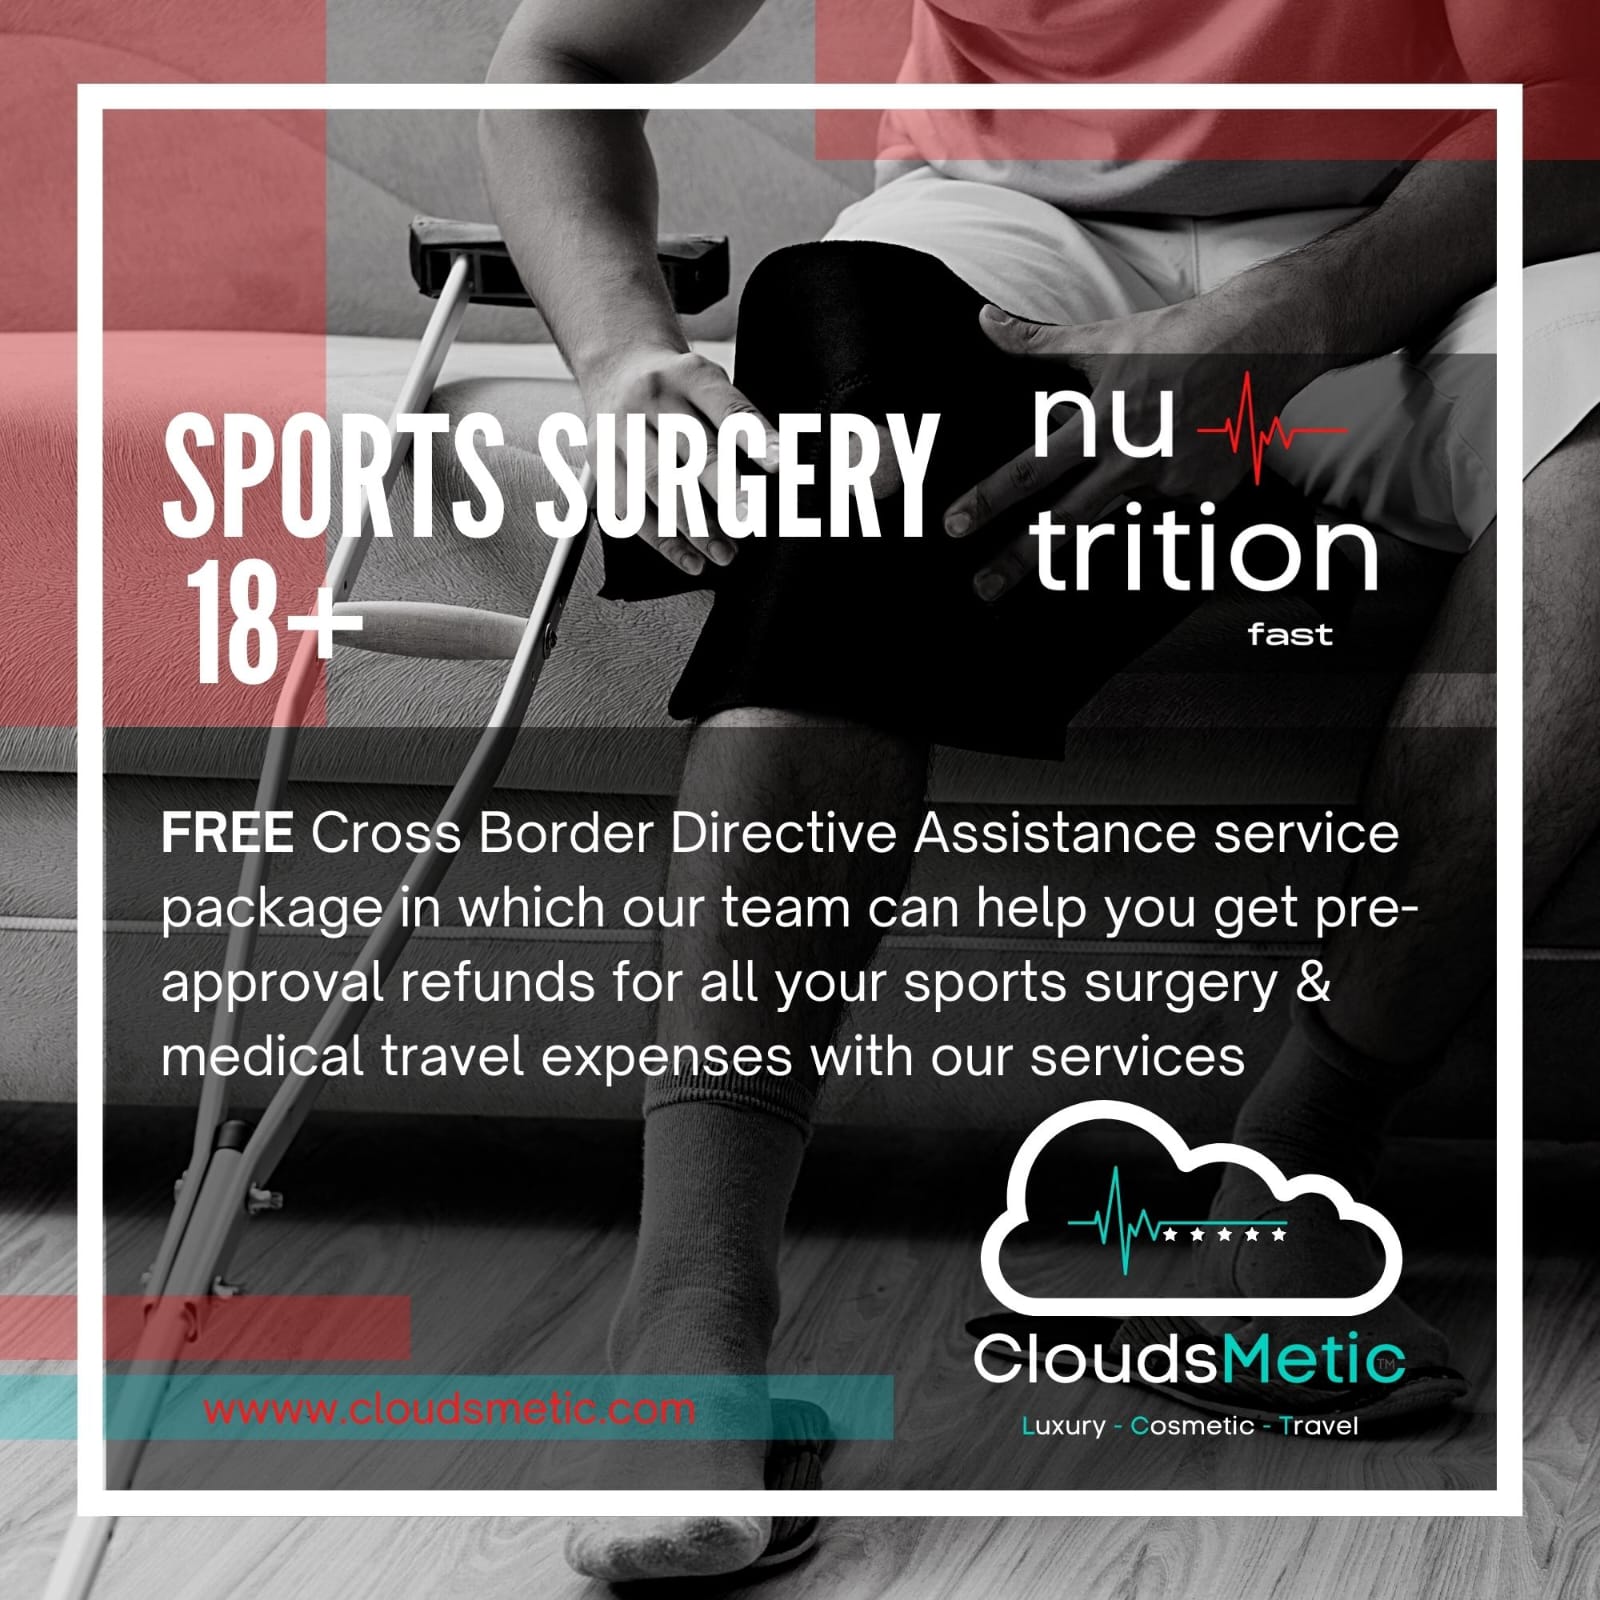 SPORTS SURGERY
18+
nu
trition
fast
FREE Cross Border Directive Assistance service
package in which our team can help you get pre-
approval refunds for all your sports surgery &
medical travel expenses with our services
CloudsMetic™
Luxury - Cosmetic - Travel
www.cloudsmetic.com